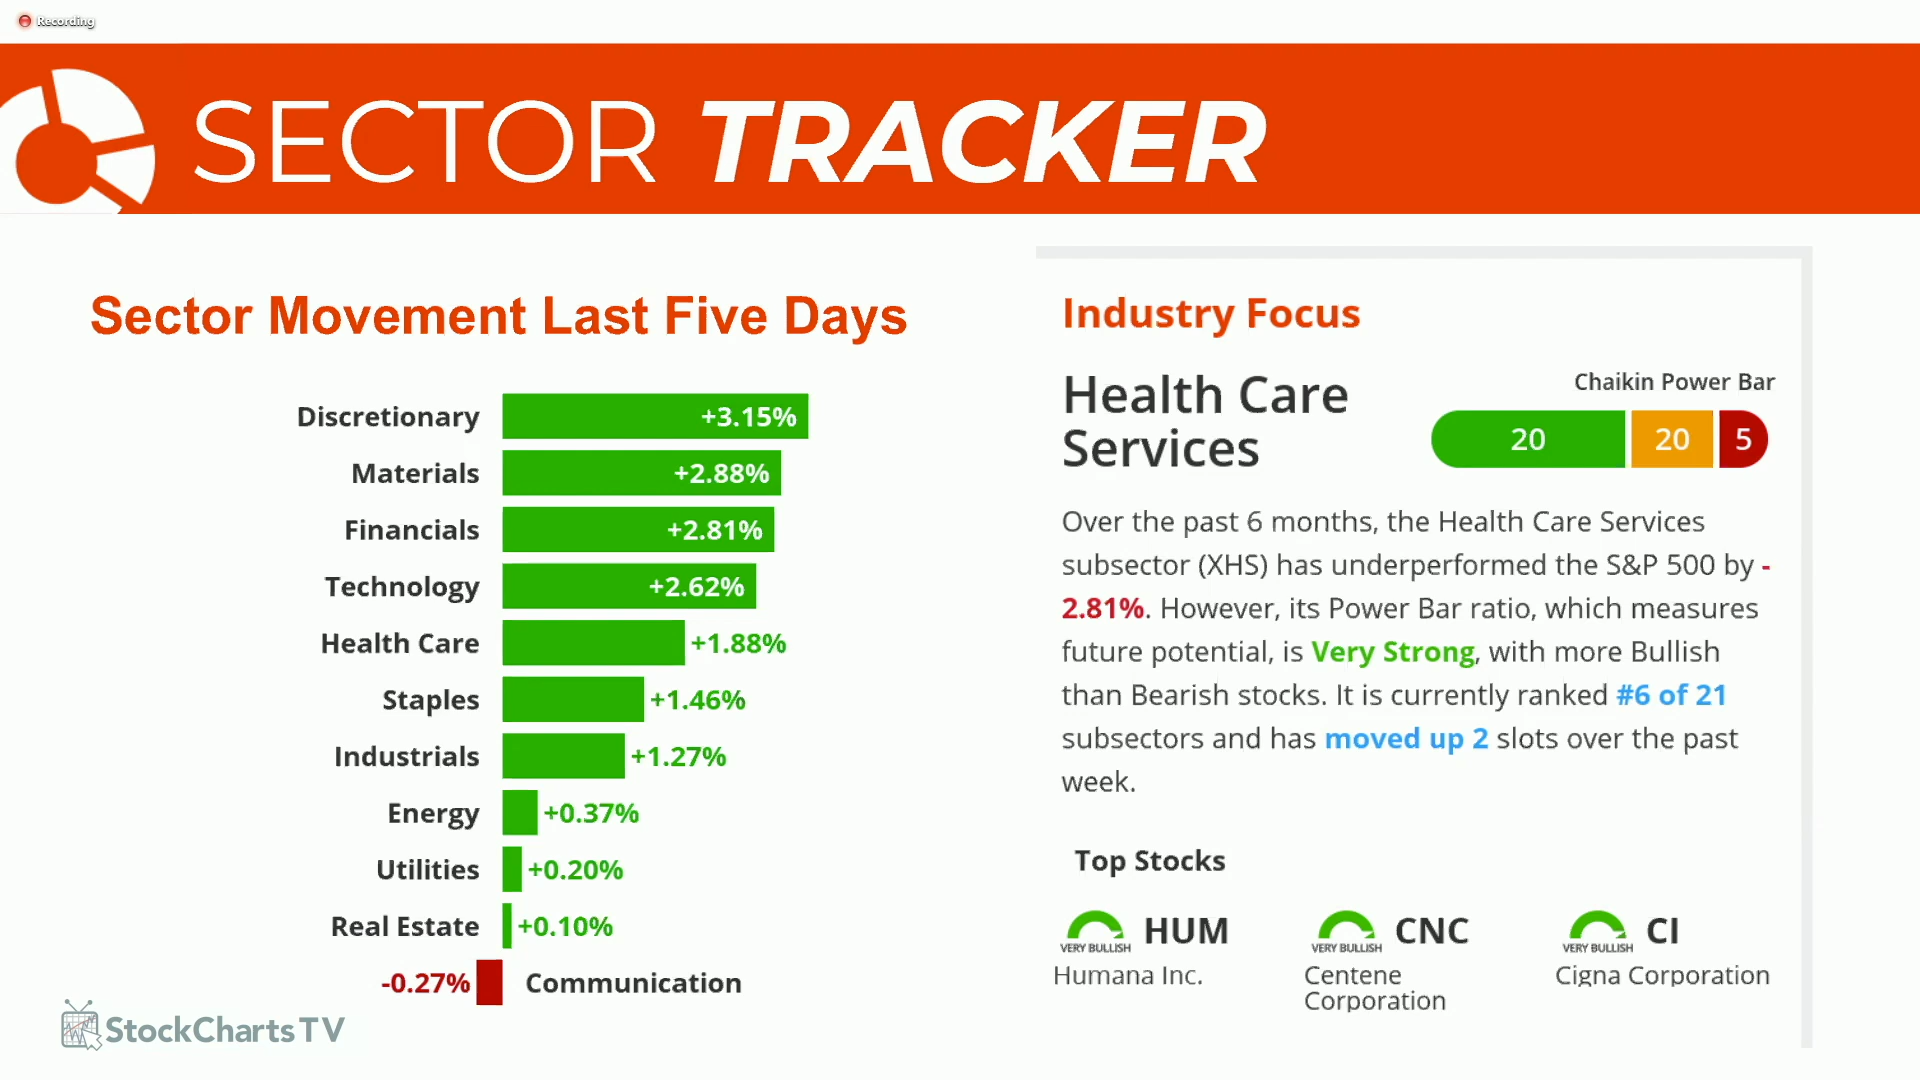 Recording
SECTOR TRACKER
Sector Movement Last Five Days
Discretionary +3.15%
Materials +2.88%
Financials +2.81%
Technology +2.62%
Health Care +1.88%
Staples +1.46%
Industrials +1.27%
Energy +0.37%
Utilities +0.20%
Real Estate +0.10%
-0.27% Communication
StockCharts TV
Industry Focus
Health Care
Services
Chaikin Power Bar
20 20 5
Over the past 6 months, the Health Care Services
subsector (XHS) has underperformed the S&P 500 by -
2.81%. However, its Power Bar ratio, which measures
future potential, is Very Strong, with more Bullish
than Bearish stocks. It is currently ranked #6 of 21
subsectors and has moved up 2 slots over the past
week.
Top Stocks
VERY BULLISH HUM
Humana Inc.
VERY BULLISH CNC
Centene
Corporation
VERY BULLISH CI
Cigna Corporation